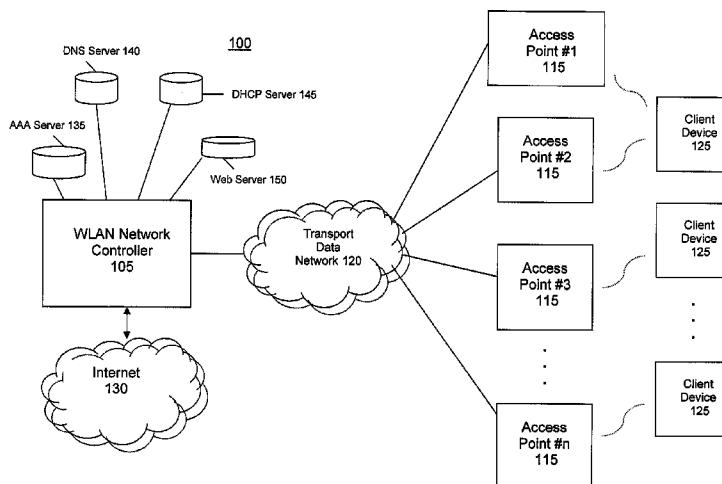 100
DNS Server 140
DHCP Server 145
AAA Server 135
Web Server 150
WLAN Network
Controller
105
Internet
130
Transport
Data
Network 120
Access
Point #1
115
Access
Point #2
115
Access
Point #3
115
Access
Point #n
115
Client
Device
125
Client
Device
125
Client
Device
125